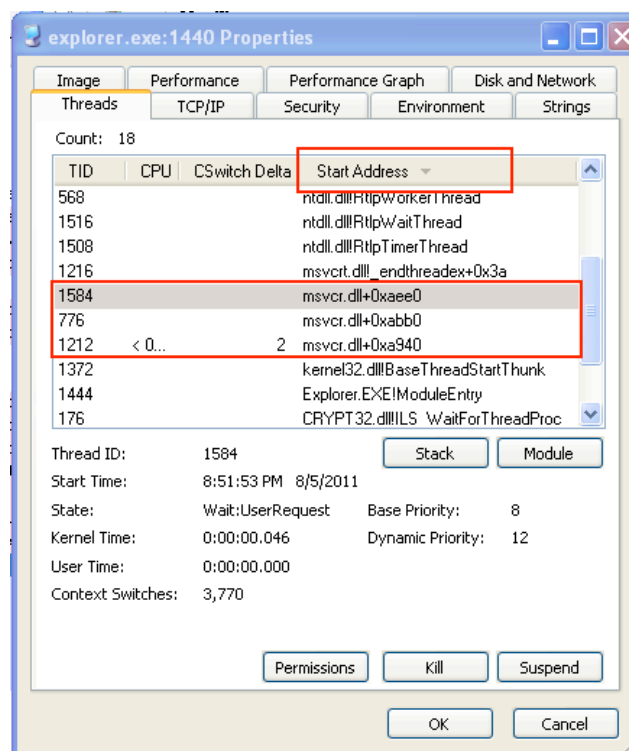 explorer.exe:1440 Properties
Image Performance Performance Graph Disk and Network
Threads TCP/IP Security Environment Strings
Count: 18
TID CPU CSwitch Delta Start Address
568 ntdll.dll!RtlpWorkerThread
1516 ntdll.dll!RtlpWaitThread
1508 ntdll.dll!RtlpTimerThread
1216 msvcrt.dll!_endthreadex+0x3a
1584 msvcr.dll+0xaee0
776 msvcr.dll+0xabb0
1212 < 0... 2 msvcr.dll+0xa940
1372 kernel32.dll!BaseThreadStartThunk
1444 Explorer.EXE!ModuleEntry
176 CRYPT32.dll!ILS_WaitForThreadProc
Thread ID: 1584 Stack Module
Start Time: 8:51:53 PM 8/5/2011
State: Wait:UserRequest Base Priority: 8
Kernel Time: 0:00:00.046 Dynamic Priority: 12
User Time: 0:00:00.000
Context Switches: 3,770
Permissions Kill Suspend
OK Cancel